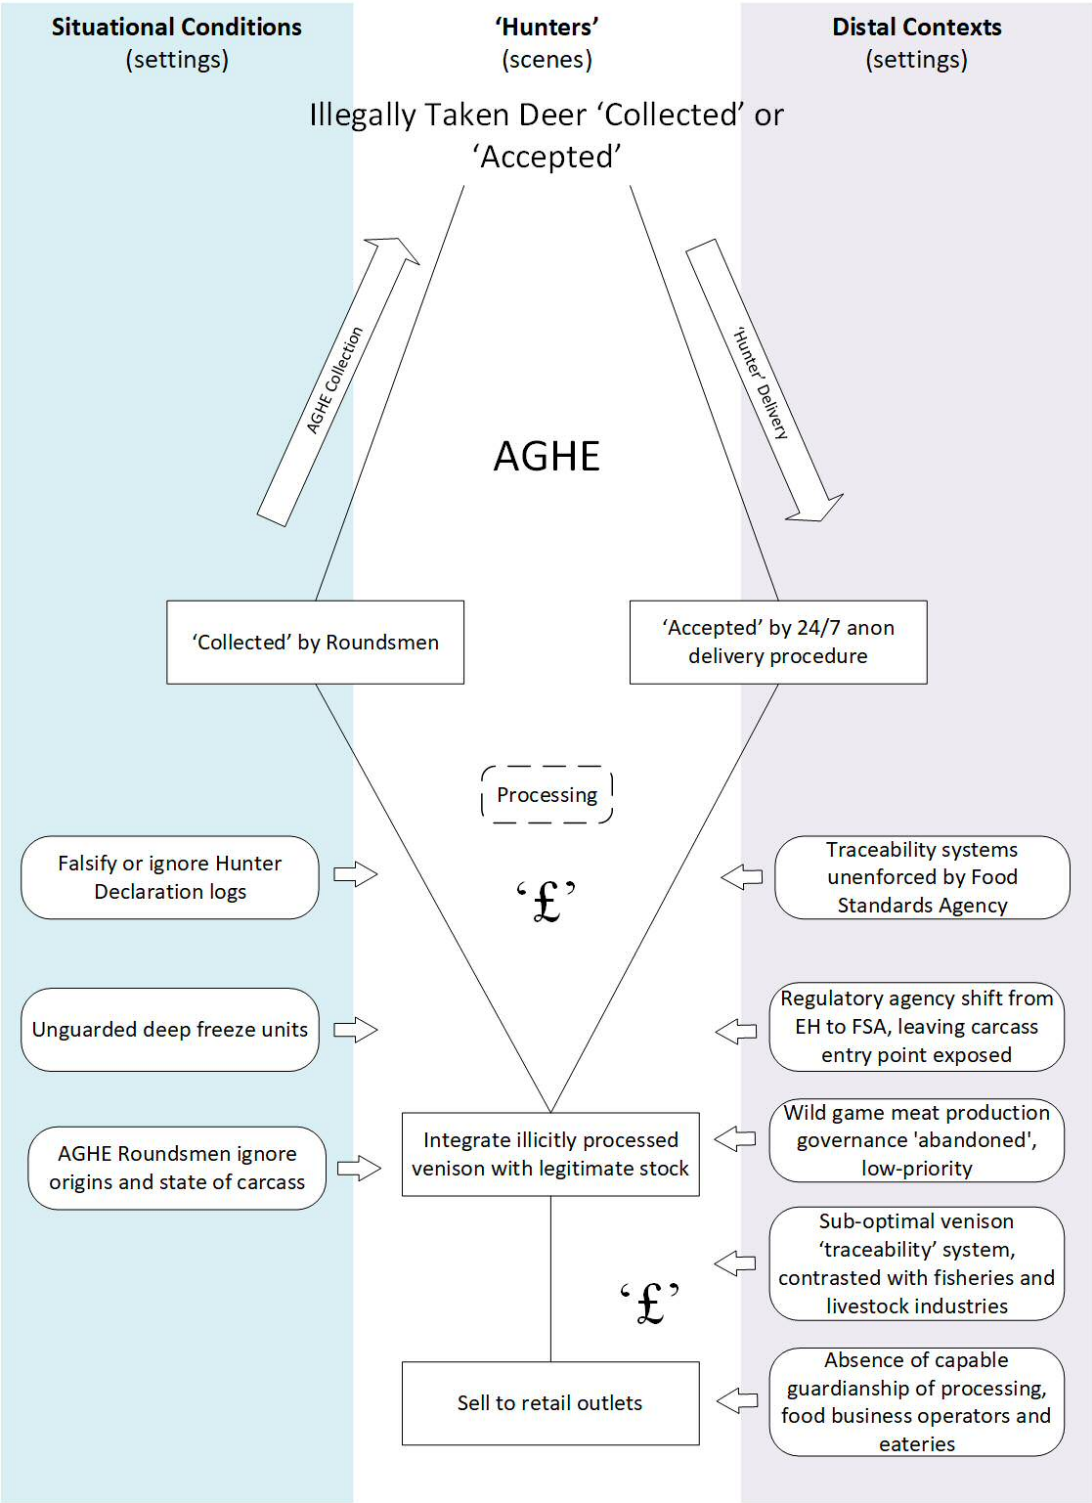 Situational Conditions
(settings)
‘Hunters’
(scenes)
Distal Contexts
(settings)
Illegally Taken Deer ‘Collected’ or
‘Accepted’
AGHE Collection
‘Hunter’ Delivery
AGHE
‘Collected’ by Roundsmen
‘Accepted’ by 24/7 anon
delivery procedure
Processing
Falsify or ignore Hunter
Declaration logs
‘£’
Traceability systems
unenforced by Food
Standards Agency
Unguarded deep freeze units
Regulatory agency shift from
EH to FSA, leaving carcass
entry point exposed
AGHE Roundsmen ignore
origins and state of carcass
Integrate illicitly processed
venison with legitimate stock
Wild game meat production
governance 'abandoned',
low-priority
Sub-optimal venison
‘traceability’ system,
contrasted with fisheries and
livestock industries
‘£’
Sell to retail outlets
Absence of capable
guardianship of processing,
food business operators and
eateries